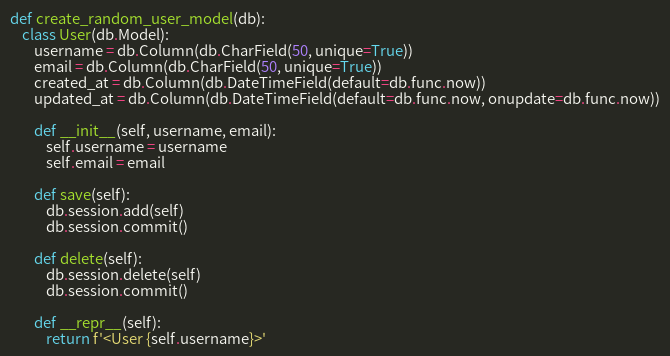 def create_random_user_model(db):
    class User(db.Model):
        username = db.Column(db.CharField(50, unique=True))
        email = db.Column(db.CharField(50, unique=True))
        created_at = db.Column(db.DateTimeField(default=db.func.now))
        updated_at = db.Column(db.DateTimeField(default=db.func.now, onupdate=db.func.now))

        def __init__(self, username, email):
            self.username = username
            self.email = email

        def save(self):
            db.session.add(self)
            db.session.commit()

        def delete(self):
            db.session.delete(self)
            db.session.commit()

        def __repr__(self):
            return f'<User {self.username}>'